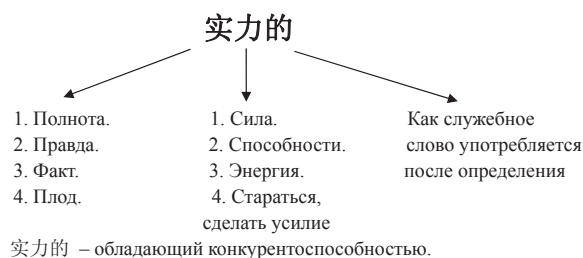 实力的
1. Полнота.
2. Правда.
3. Факт.
4. Плод.
1. Сила.
2. Способности.
3. Энергия.
4. Стараться,
сделать усилие
Как служебное
слово употребляется
после определения
实力的 – обладающий конкурентоспособностью.